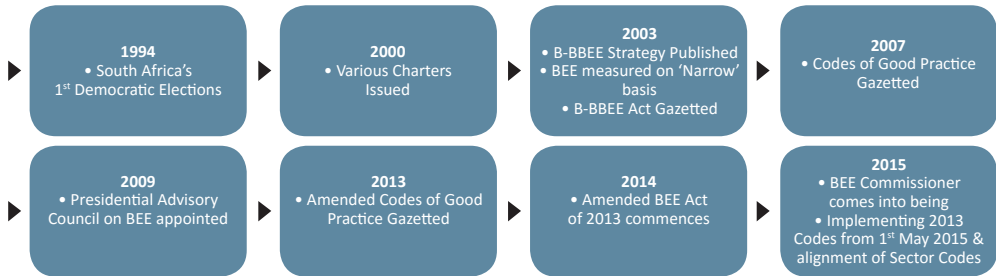 1994
• South Africa's
1st Democratic Elections
2000
• Various Charters
Issued
2003
• B-BBEE Strategy Published
• BEE measured on ‘Narrow’
basis
• B-BBEE Act Gazetted
2007
• Codes of Good Practice
Gazetted
2009
• Presidential Advisory
Council on BEE appointed
2013
• Amended Codes of Good
Practice Gazetted
2014
• Amended BEE Act
of 2013 commences
2015
• BEE Commissioner
comes into being
• Implementing 2013
Codes from 1st May 2015 &
alignment of Sector Codes